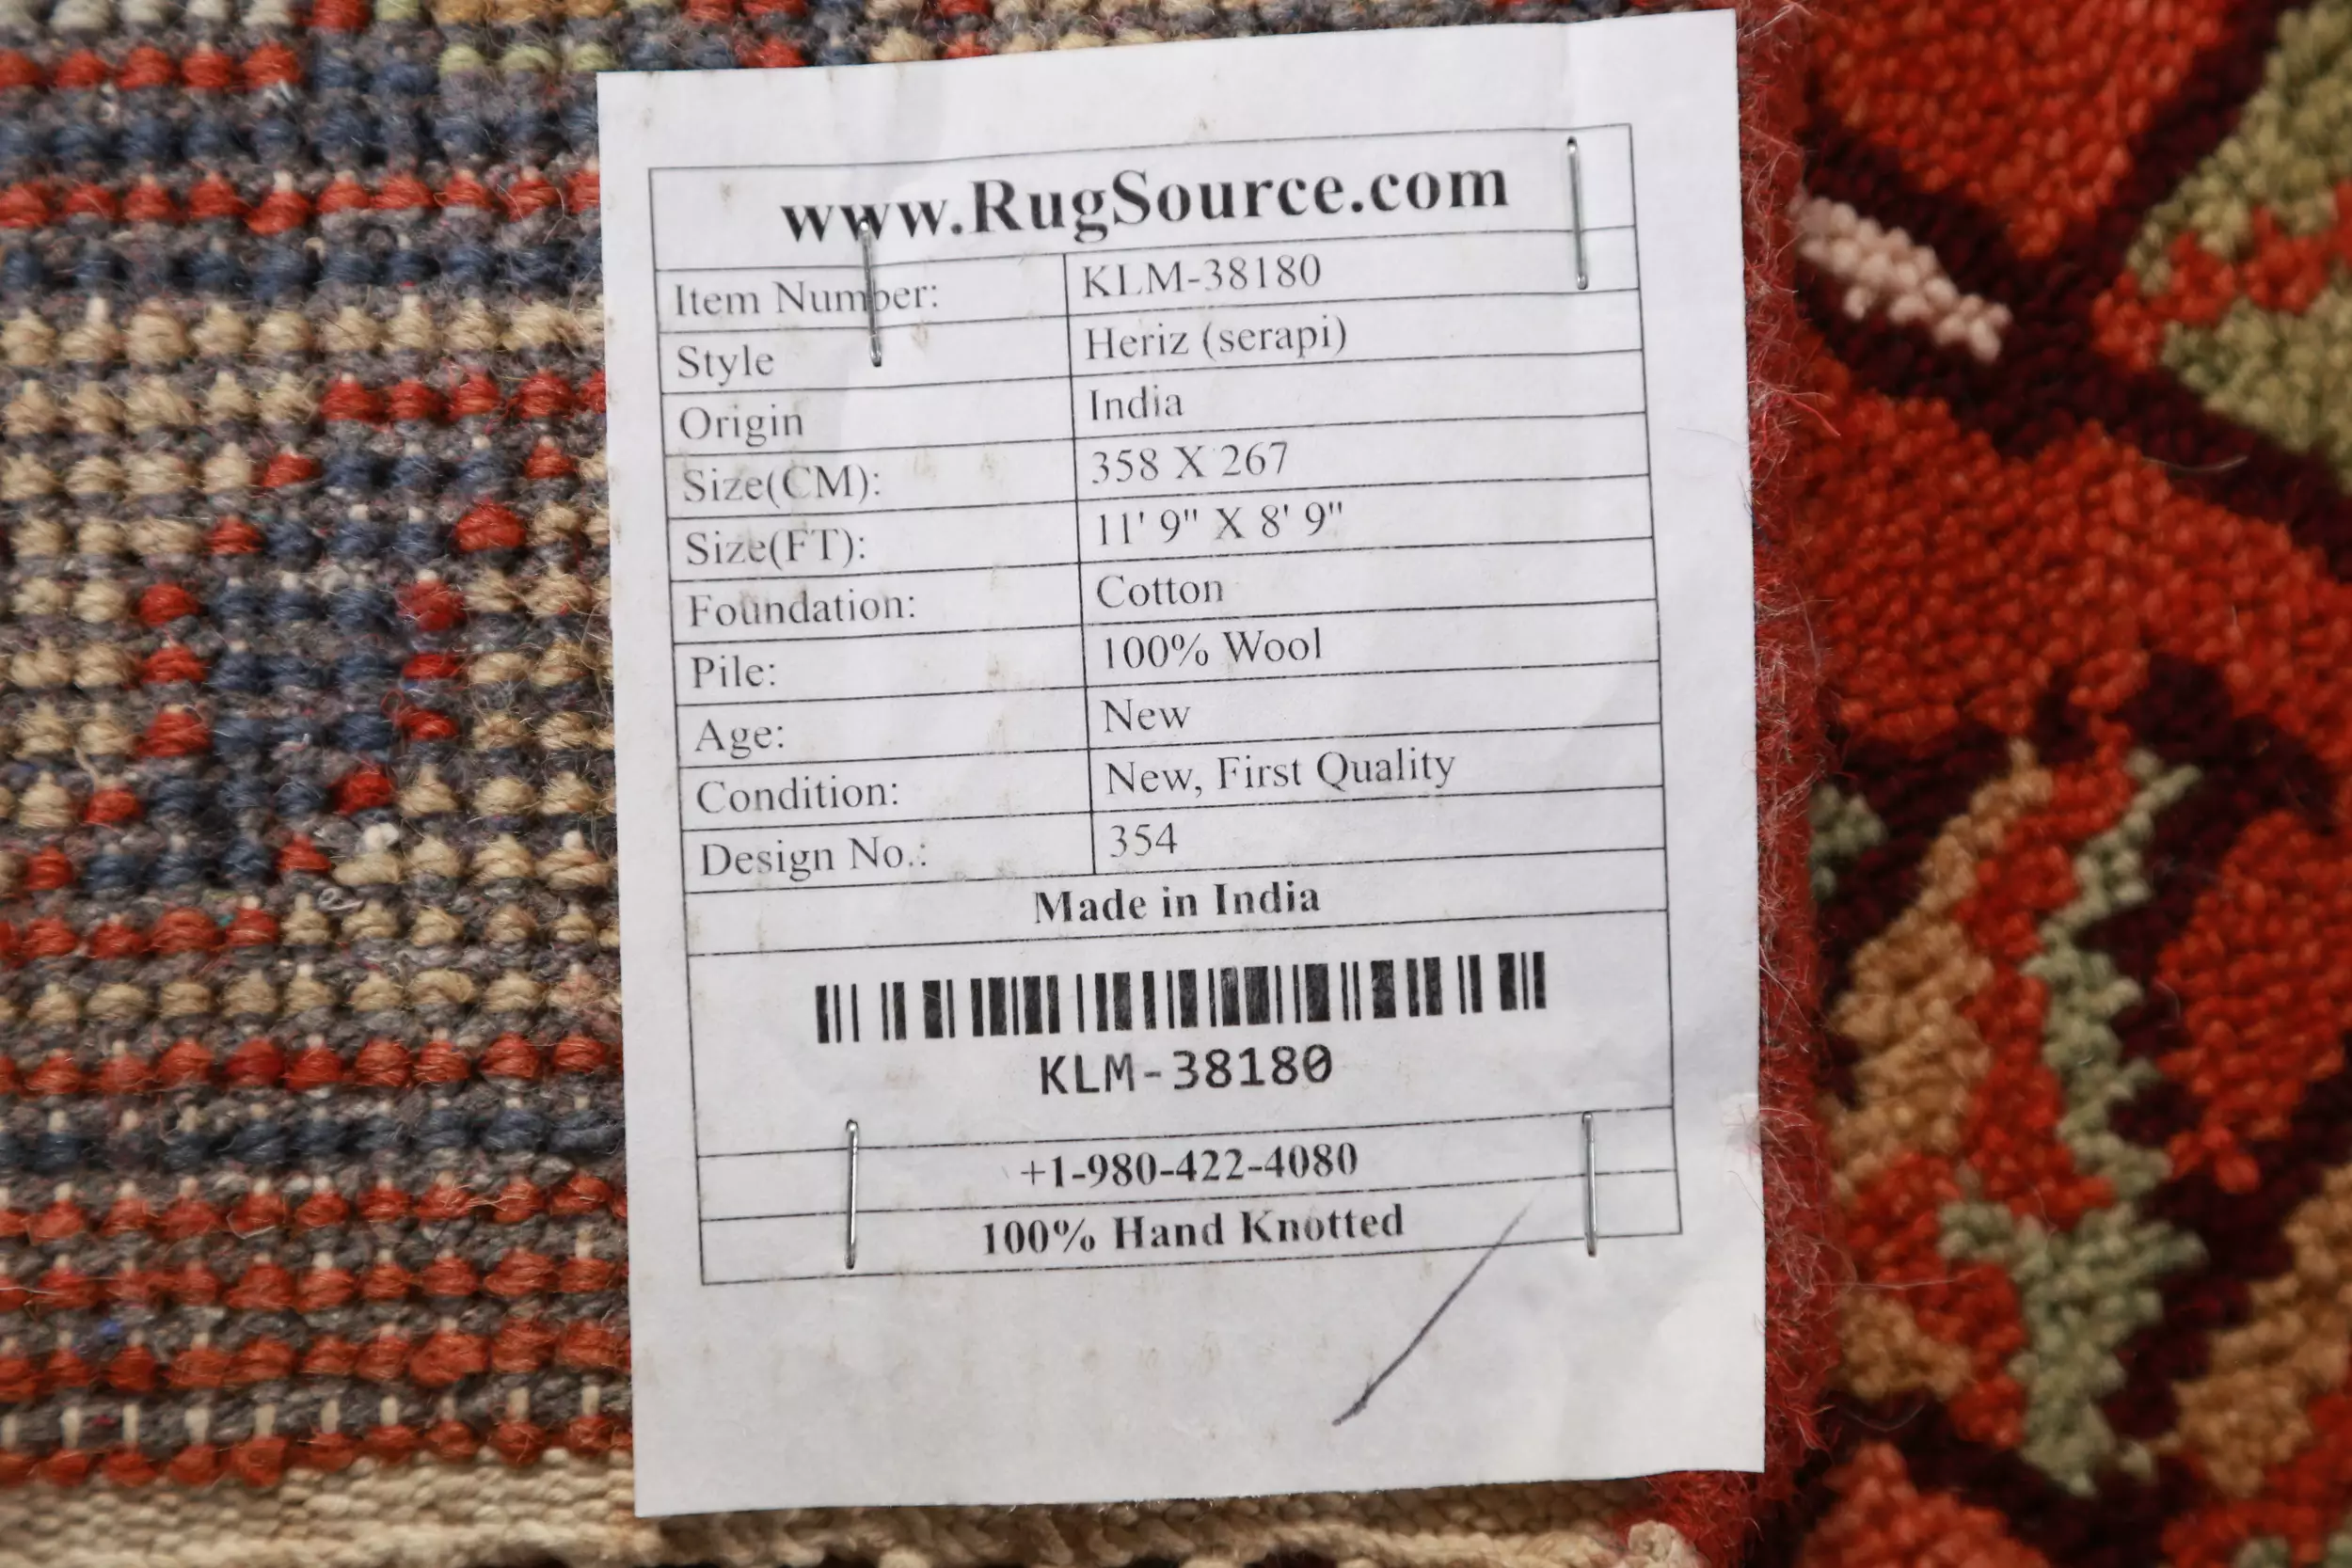 www.RugSource.com
Item Number: KLM-38180
Style Heriz (serapi)
Origin India
Size(CM): 358 X 267
Size(FT): 11' 9" X 8' 9"
Foundation: Cotton
Pile: 100% Wool
Age: New
Condition: New, First Quality
Design No.: 354
Made in India
KLM-38180
+1-980-422-4080
100% Hand Knotted